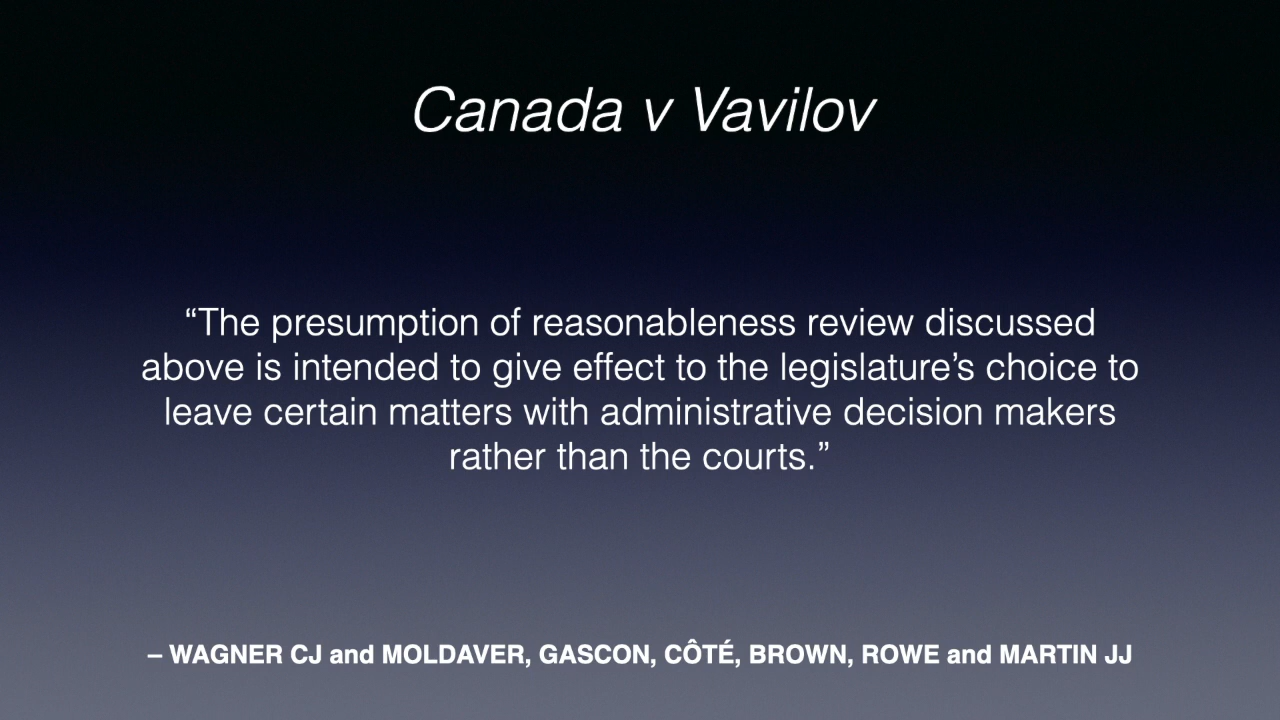 Canada v Vavilov
“The presumption of reasonableness review discussed
above is intended to give effect to the legislature’s choice to
leave certain matters with administrative decision makers
rather than the courts.”
– WAGNER CJ and MOLDAVER, GASCON, CÔTÉ, BROWN, ROWE and MARTIN JJ